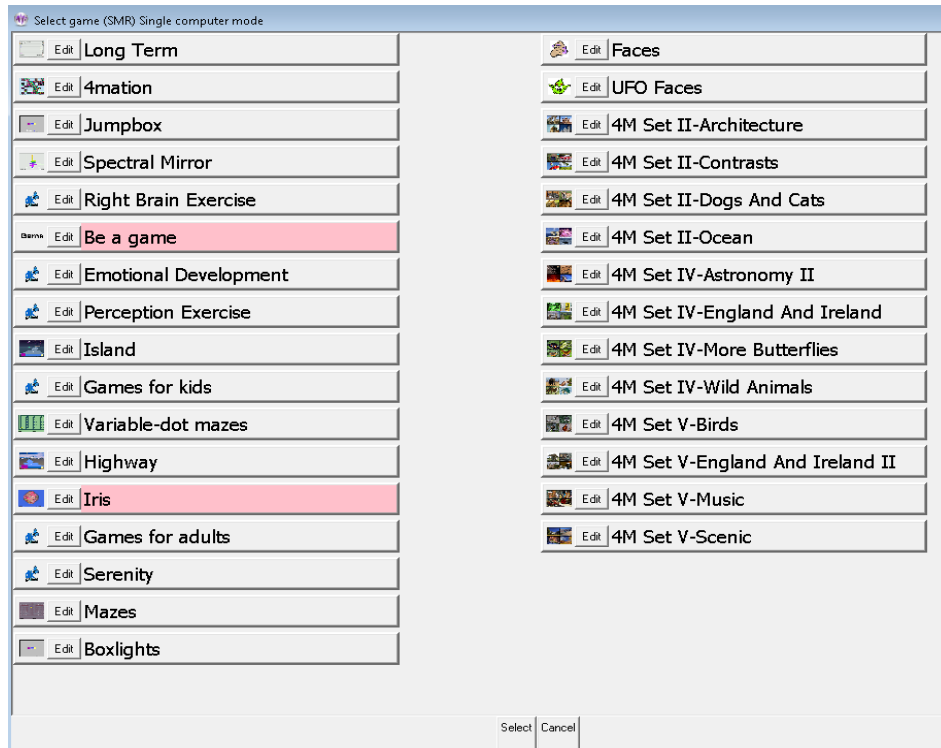 Select game (SMR) Single computer mode
Edit Long Term
Edit 4mation
Edit Jumpbox
Edit Spectral Mirror
Edit Right Brain Exercise
Game Edit Be a game
Edit Emotional Development
Edit Perception Exercise
Edit Island
Edit Games for kids
Edit Variable-dot mazes
Edit Highway
Edit Iris
Edit Games for adults
Edit Serenity
Edit Mazes
Edit Boxlights
Edit Faces
Edit UFO Faces
Edit 4M Set II-Architecture
Edit 4M Set II-Contrasts
Edit 4M Set II-Dogs And Cats
Edit 4M Set II-Ocean
Edit 4M Set IV-Astronomy II
Edit 4M Set IV-England And Ireland
Edit 4M Set IV-More Butterflies
Edit 4M Set IV-Wild Animals
Edit 4M Set V-Birds
Edit 4M Set V-England And Ireland II
Edit 4M Set V-Music
Edit 4M Set V-Scenic
Select Cancel